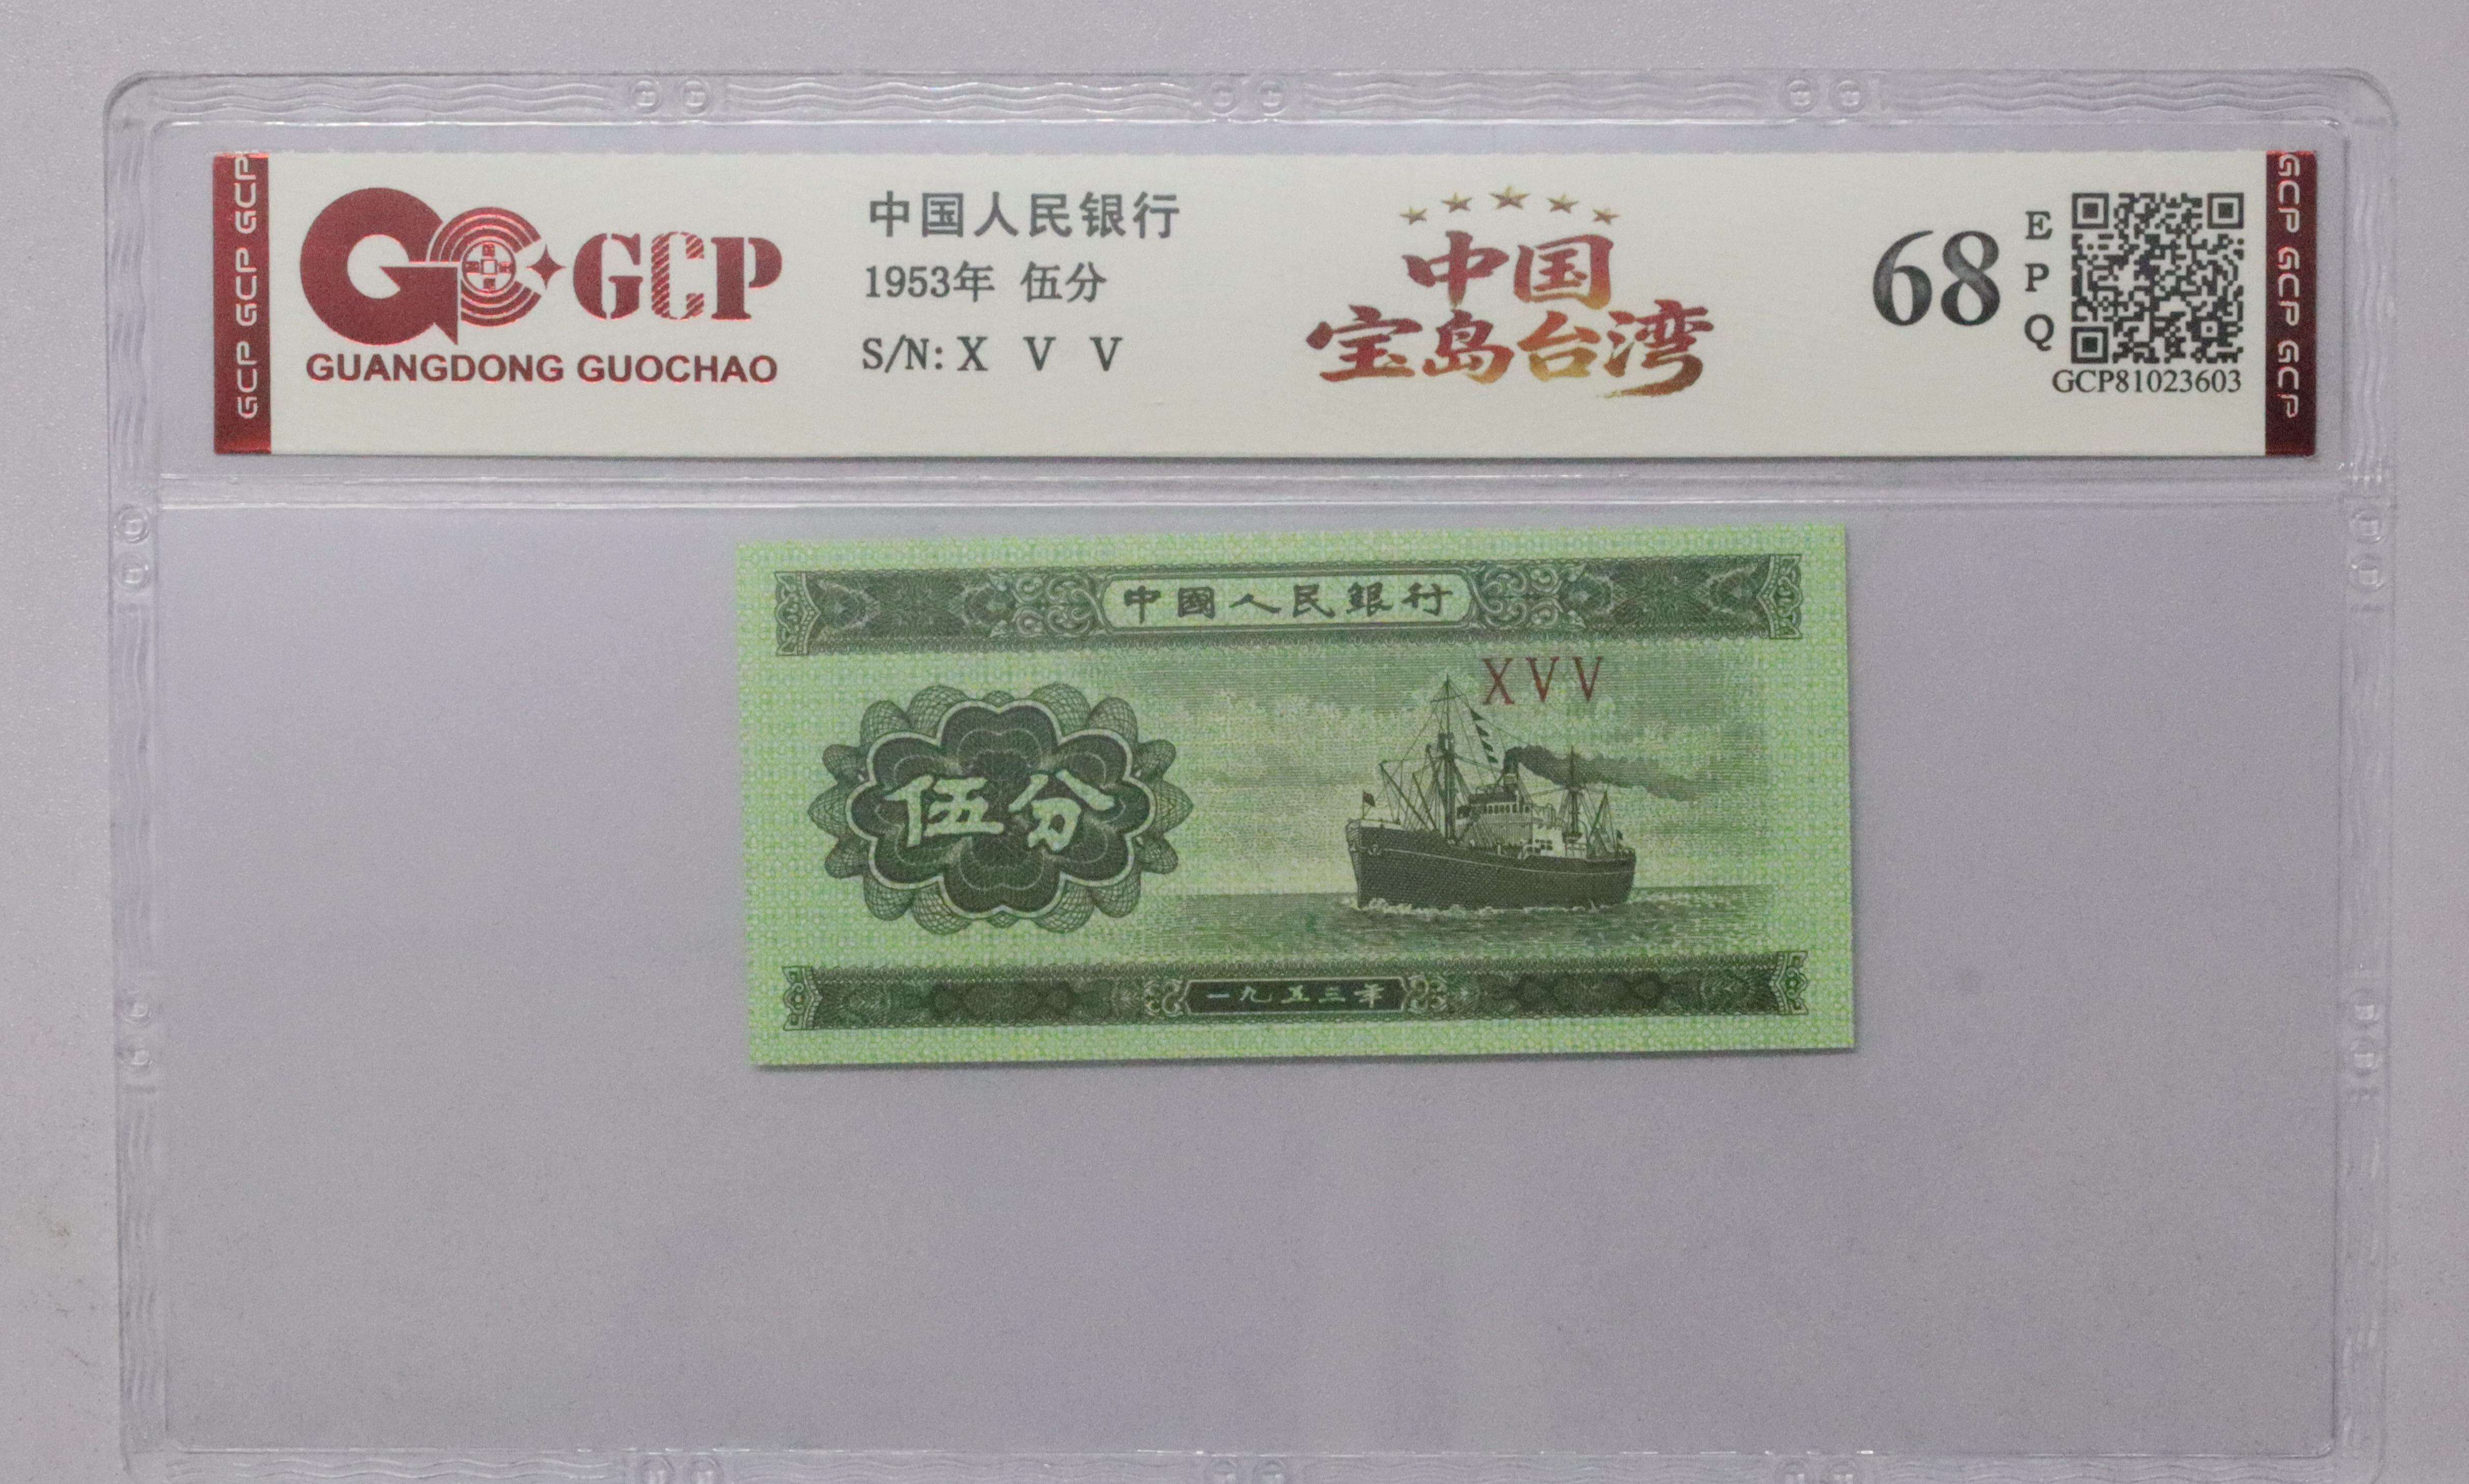 GCP GCP GCP
GCP
GUANGDONG GUOCHAO
中国人民银行
1953年 伍分
S/N: X V V
中国
宝岛台湾
68
EPQ
GCP81023603
GCP GCP GCP
中國人民銀行
XVV
伍分
一九五三年